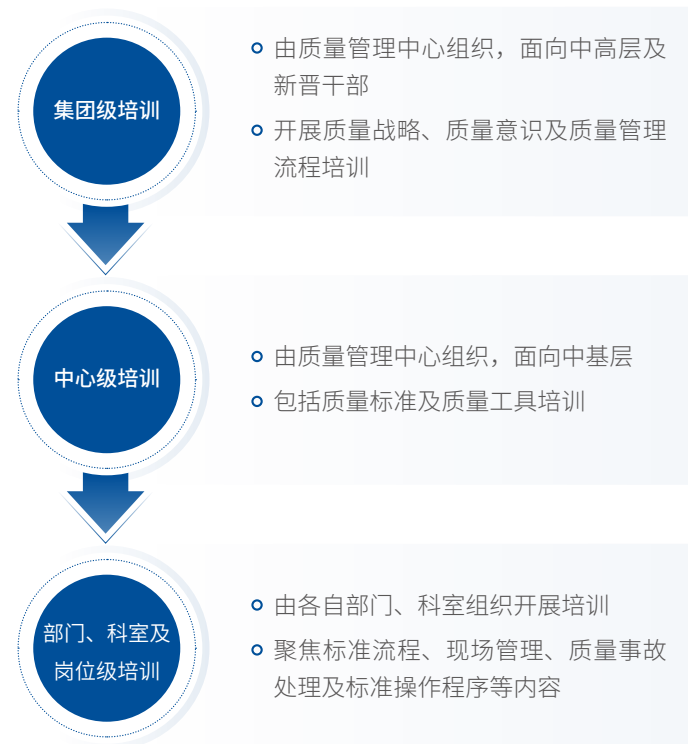 集团级培训
由质量管理中心组织，面向中高层及
新晋干部
开展质量战略、质量意识及质量管理
流程培训
中心级培训
由质量管理中心组织，面向中基层
包括质量标准及质量工具培训
部门、科室及
岗位级培训
由各自部门、科室组织开展培训
聚焦标准流程、现场管理、质量事故
处理及标准操作程序等内容